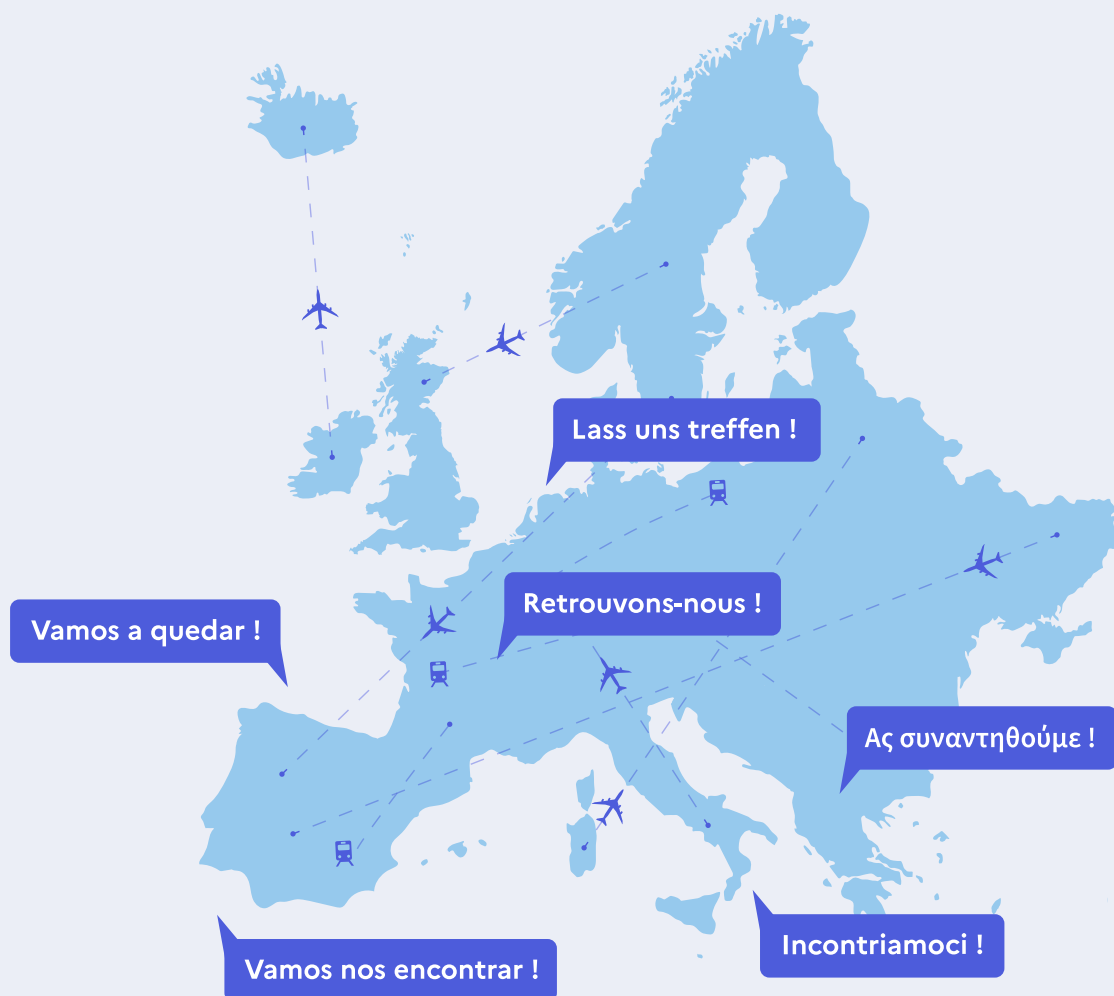 Lass uns treffen !
Retrouvons-nous !
Vamos a quedar !
Ας συναντηθούμε !
Incontriamoci !
Vamos nos encontrar !